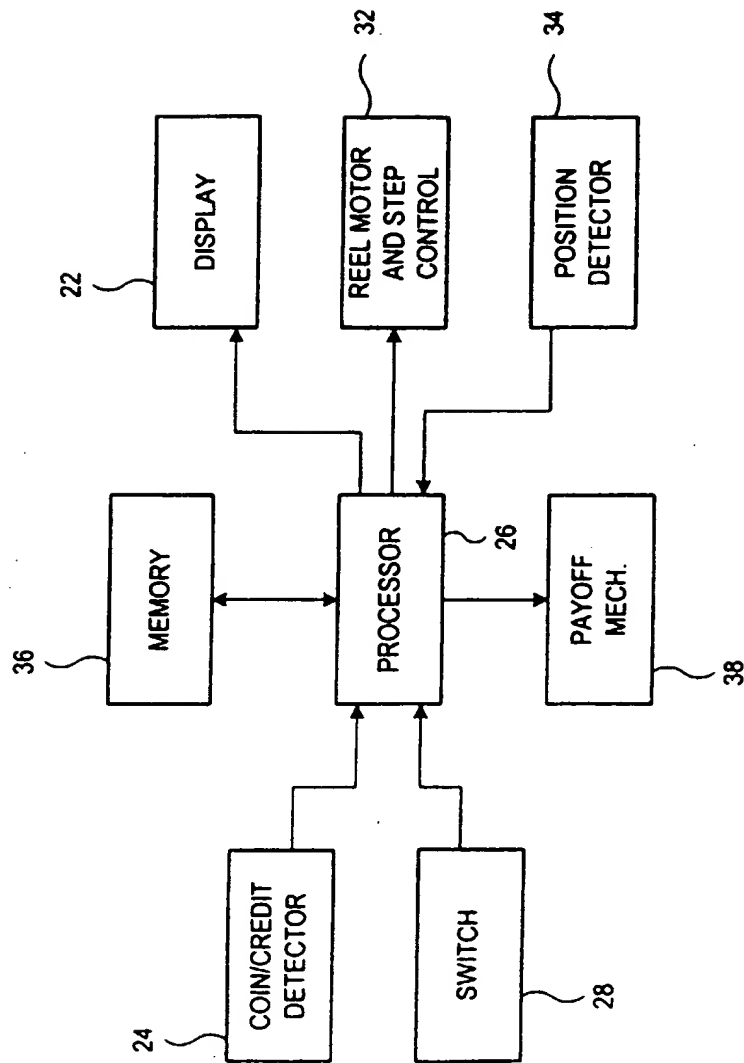 36
MEMORY
22
DISPLAY
24
COIN/CREDIT
DETECTOR
PROCESSOR
26
32
REEL MOTOR
AND STEP
CONTROL
28
SWITCH
38
PAYOFF
MECH.
34
POSITION
DETECTOR